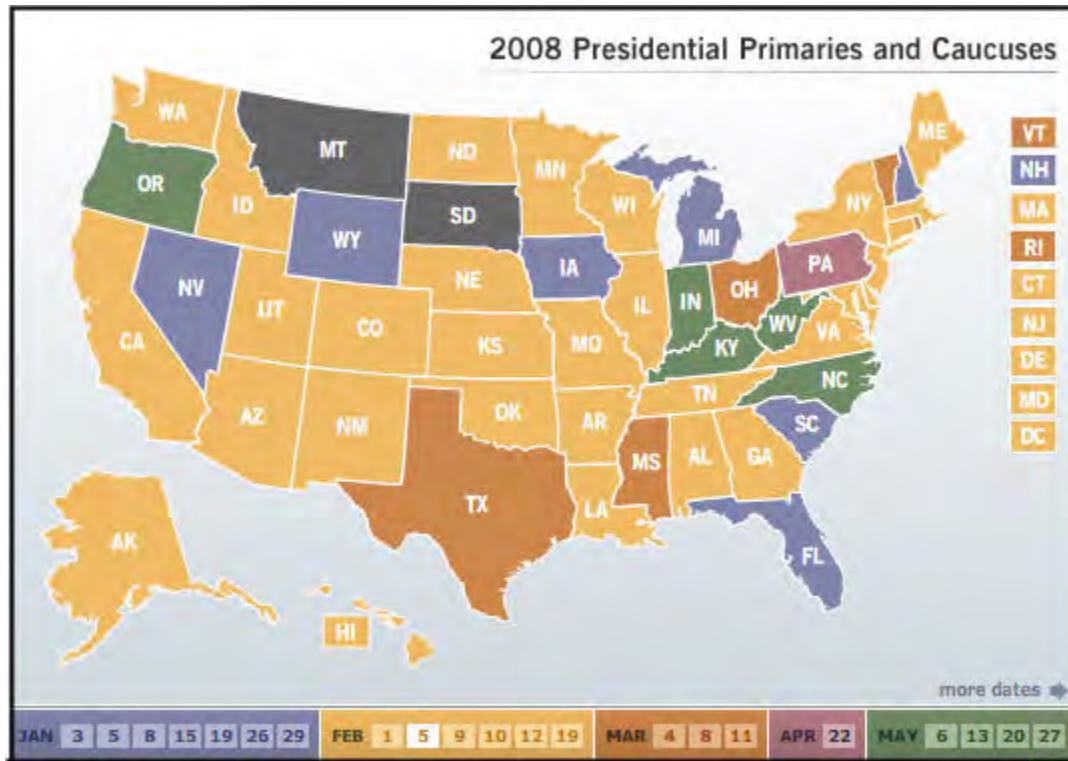 2008 Presidential Primaries and Caucuses
WA
MT
ND
MN
ME
VT
OR
ID
SD
WI
NY
NH
WY
MI
MA
NV
NE
IA
PA
RI
UT
CO
IL
IN
OH
CT
CA
KS
MO
WV
VA
NJ
KY
DE
AZ
NM
OK
AR
TN
NC
MD
SC
DC
TX
MS
AL
GA
LA
AK
FL
HI
more dates
JAN 3 5 8 15 19 26 29 FEB 1 5 9 10 12 19 MAR 4 8 11 APR 22 MAY 6 13 20 27